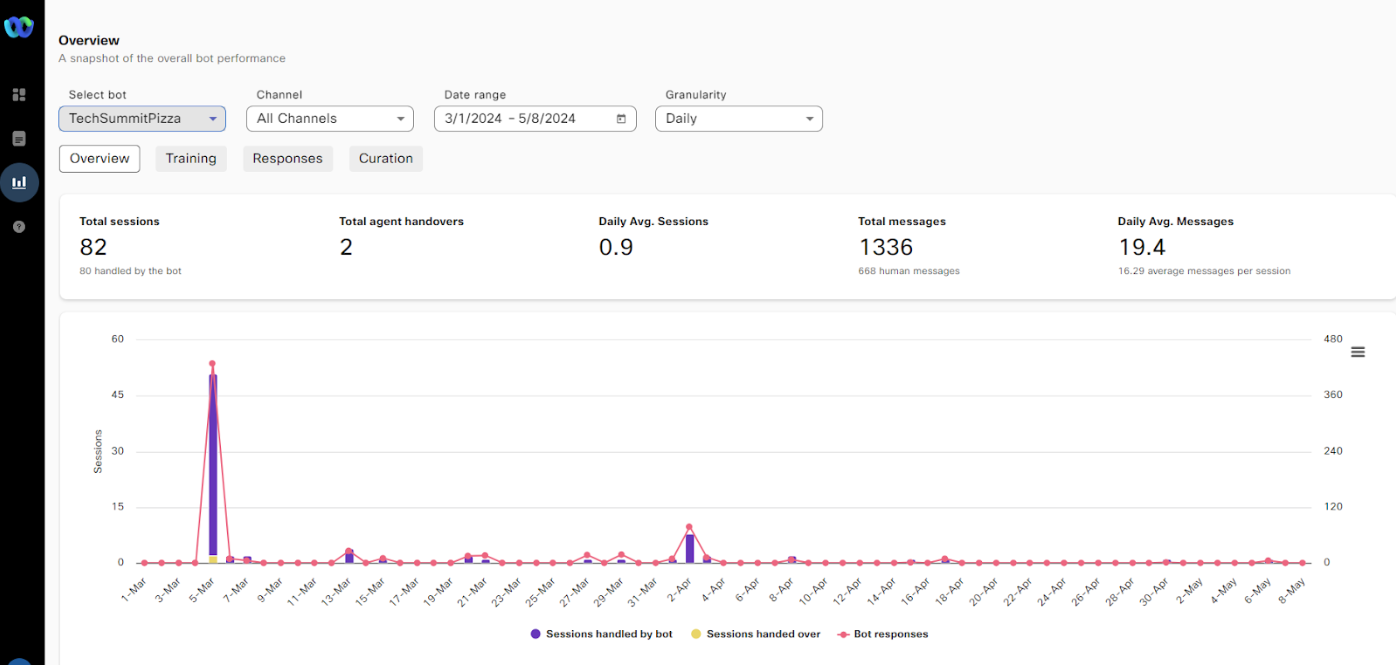 Overview
A snapshot of the overall bot performance
Select bot Channel Date range Granularity
TechSummitPizza All Channels 3/1/2024 - 5/8/2024 Daily
Overview Training Responses Curation
Total sessions Total agent handovers Daily Avg. Sessions Total messages Daily Avg. Messages
82 2 0.9 1336 19.4
80 handled by the bot 668 human messages 16.29 average messages per session
60 480
45 360
30 240
15 120
0 0
Sessions
1-Mar 3-Mar 5-Mar 7-Mar 9-Mar 11-Mar 13-Mar 15-Mar 17-Mar 19-Mar 21-Mar 23-Mar 25-Mar 27-Mar 29-Mar 31-Mar 2-Apr 4-Apr 6-Apr 8-Apr 10-Apr 12-Apr 14-Apr 16-Apr 18-Apr 20-Apr 22-Apr 24-Apr 26-Apr 28-Apr 30-Apr 2-May 4-May 6-May 8-May
Sessions handled by bot Sessions handed over Bot responses